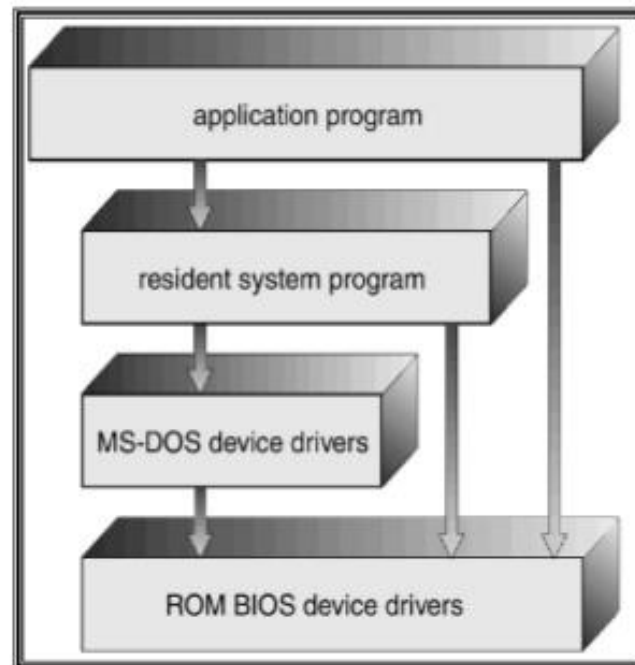 application program
resident system program
MS-DOS device drivers
ROM BIOS device drivers